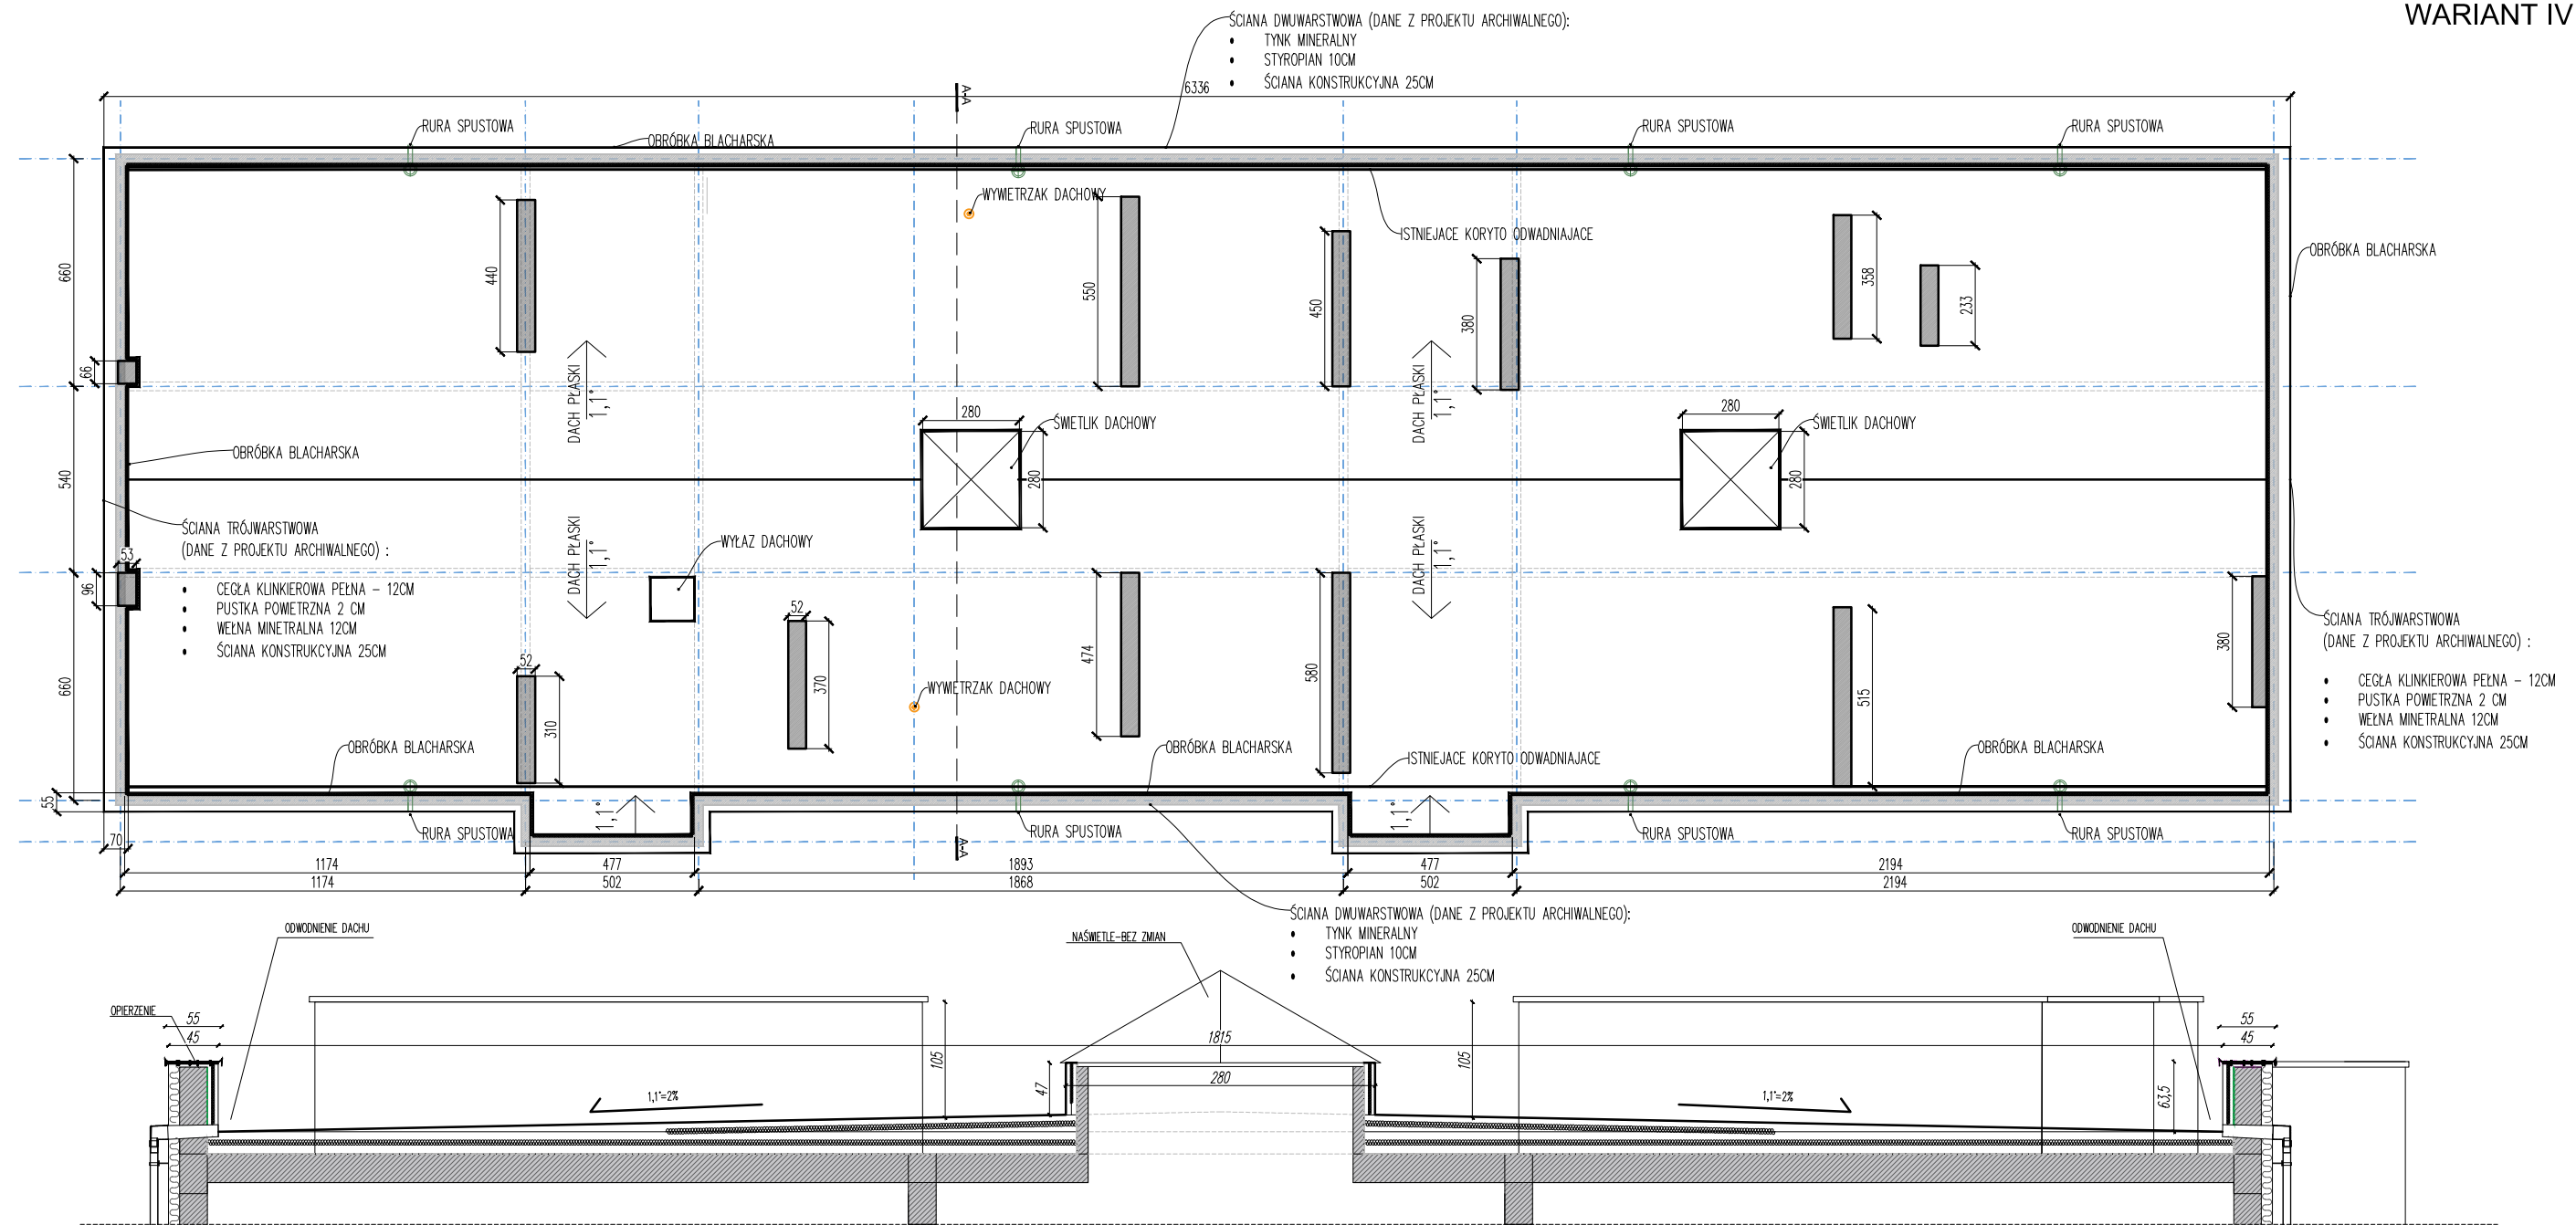 WARIANT IV
ŚCIANA DWUWARSTWOWA (DANE Z PROJEKTU ARCHIWALNEGO):
• TYNK MINERALNY
• STYROPIAN 10CM
• ŚCIANA KONSTRUKCYJNA 25CM
6336
A-A
RURA SPUSTOWA
OBRÓBKA BLACHARSKA
RURA SPUSTOWA
RURA SPUSTOWA
RURA SPUSTOWA
WYWIETRZAK DACHOWY
ISTNIEJACE KORYTO ODWADNIAJACE
OBRÓBKA BLACHARSKA
660
440
550
450
380
358
233
66
DACH PŁASKI
1,1°
DACH PŁASKI
1,1°
280
ŚWIETLIK DACHOWY
280
280
ŚWIETLIK DACHOWY
280
OBRÓBKA BLACHARSKA
540
ŚCIANA TRÓJWARSTWOWA
(DANE Z PROJEKTU ARCHIWALNEGO) :
• CEGŁA KLINKIEROWA PEŁNA – 12CM
• PUSTKA POWIETRZNA 2 CM
• WEŁNA MINETRALNA 12CM
• ŚCIANA KONSTRUKCYJNA 25CM
53
96
DACH PŁASKI
1,1°
WYŁAZ DACHOWY
DACH PŁASKI
1,1°
52
370
52
310
474
580
515
380
660
WYWIETRZAK DACHOWY
ŚCIANA TRÓJWARSTWOWA
(DANE Z PROJEKTU ARCHIWALNEGO) :
• CEGŁA KLINKIEROWA PEŁNA – 12CM
• PUSTKA POWIETRZNA 2 CM
• WEŁNA MINETRALNA 12CM
• ŚCIANA KONSTRUKCYJNA 25CM
OBRÓBKA BLACHARSKA
OBRÓBKA BLACHARSKA
ISTNIEJACE KORYTO ODWADNIAJACE
OBRÓBKA BLACHARSKA
55
70
RURA SPUSTOWA
1,1°
RURA SPUSTOWA
1,1°
RURA SPUSTOWA
RURA SPUSTOWA
A-A
1174 477 1893 477 2194
1174 502 1868 502 2194
ŚCIANA DWUWARSTWOWA (DANE Z PROJEKTU ARCHIWALNEGO):
• TYNK MINERALNY
• STYROPIAN 10CM
• ŚCIANA KONSTRUKCYJNA 25CM
ODWODNIENIE DACHU
NAŚWIETLE-BEZ ZMIAN
ODWODNIENIE DACHU
OPIERZENIE
55
45
1815
55
45
105
47
280
105
63,5
1,1°=2%
1,1°=2%